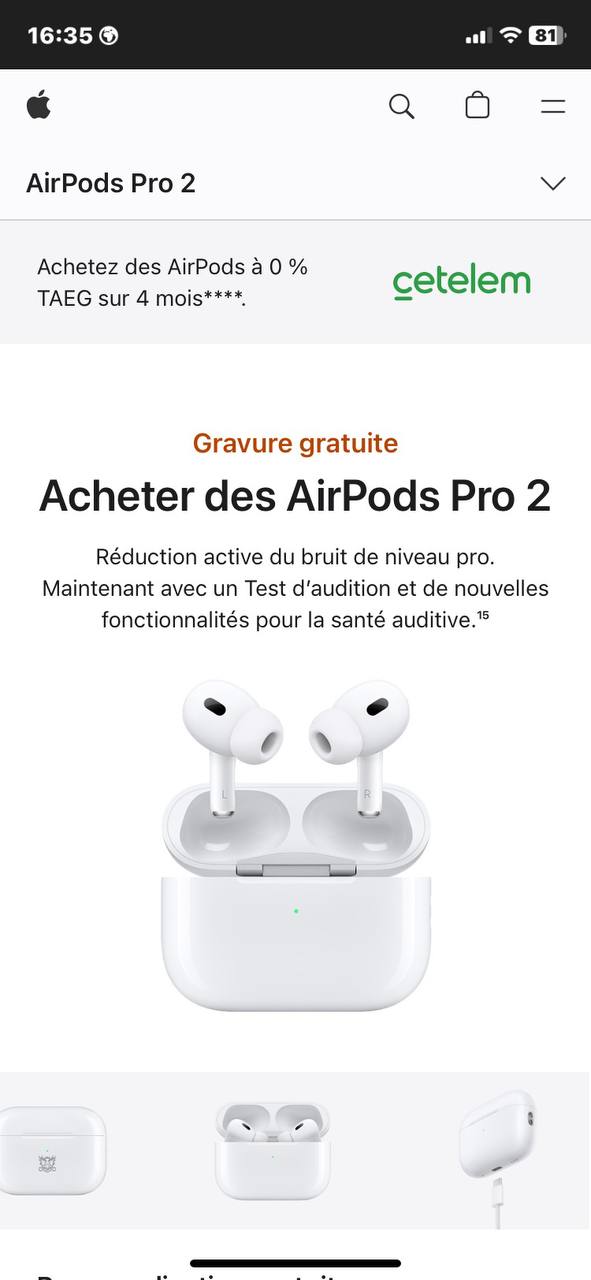 16:35
81
AirPods Pro 2
Achetez des AirPods à 0 %
TAEG sur 4 mois****.
cetelem
Gravure gratuite
Acheter des AirPods Pro 2
Réduction active du bruit de niveau pro.
Maintenant avec un Test d’audition et de nouvelles
fonctionnalités pour la santé auditive.¹⁵
L
R